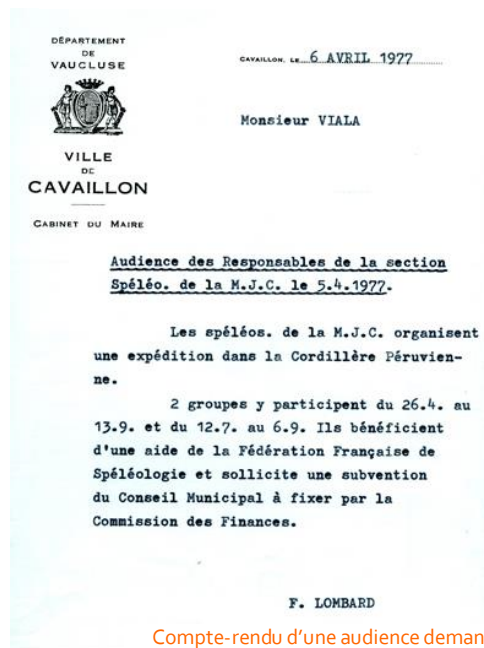 DÉPARTEMENT
DE
VAUCLUSE
VILLE
DE
CAVAILLON
CABINET DU MAIRE
CAVAILLON, LE 6 AVRIL 1977
Monsieur VIALA
Audience des Responsables de la section
Spéléo. de la M.J.C. le 5.4.1977.
Les spéléos. de la M.J.C. organisent
une expédition dans la Cordillère Péruvien-
ne.
2 groupes y participent du 26.4. au
13.9. et du 12.7. au 6.9. Ils bénéficient
d'une aide de la Fédération Française de
Spéléologie et sollicite une subvention
du Conseil Municipal à fixer par la
Commission des Finances.
F. LOMBARD
Compte-rendu d'une audience deman